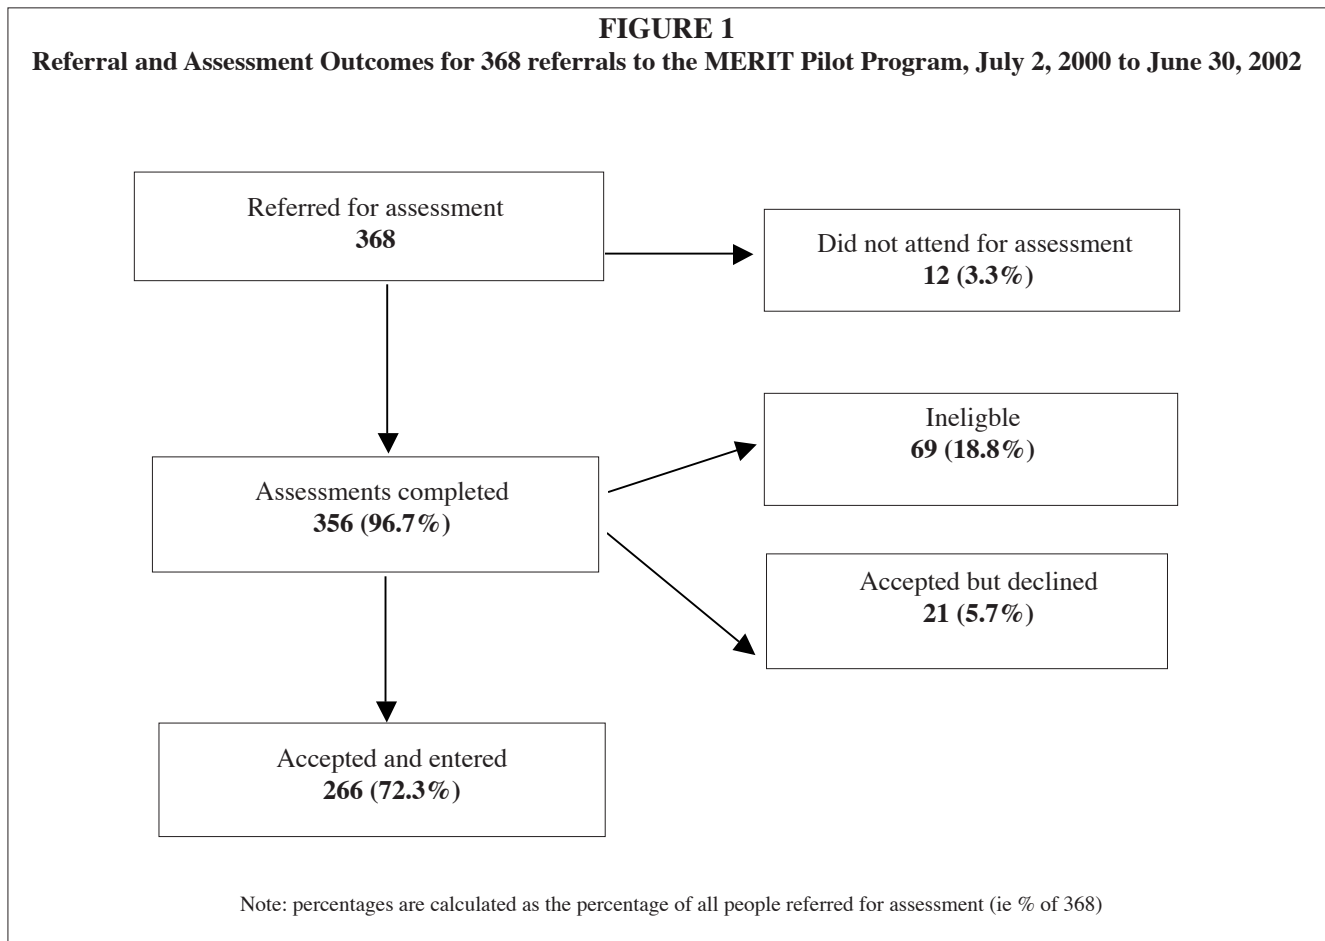 FIGURE 1
Referral and Assessment Outcomes for 368 referrals to the MERIT Pilot Program, July 2, 2000 to June 30, 2002
Referred for assessment
368
Did not attend for assessment
12 (3.3%)
Ineligble
69 (18.8%)
Assessments completed
356 (96.7%)
Accepted but declined
21 (5.7%)
Accepted and entered
266 (72.3%)
Note: percentages are calculated as the percentage of all people referred for assessment (ie % of 368)